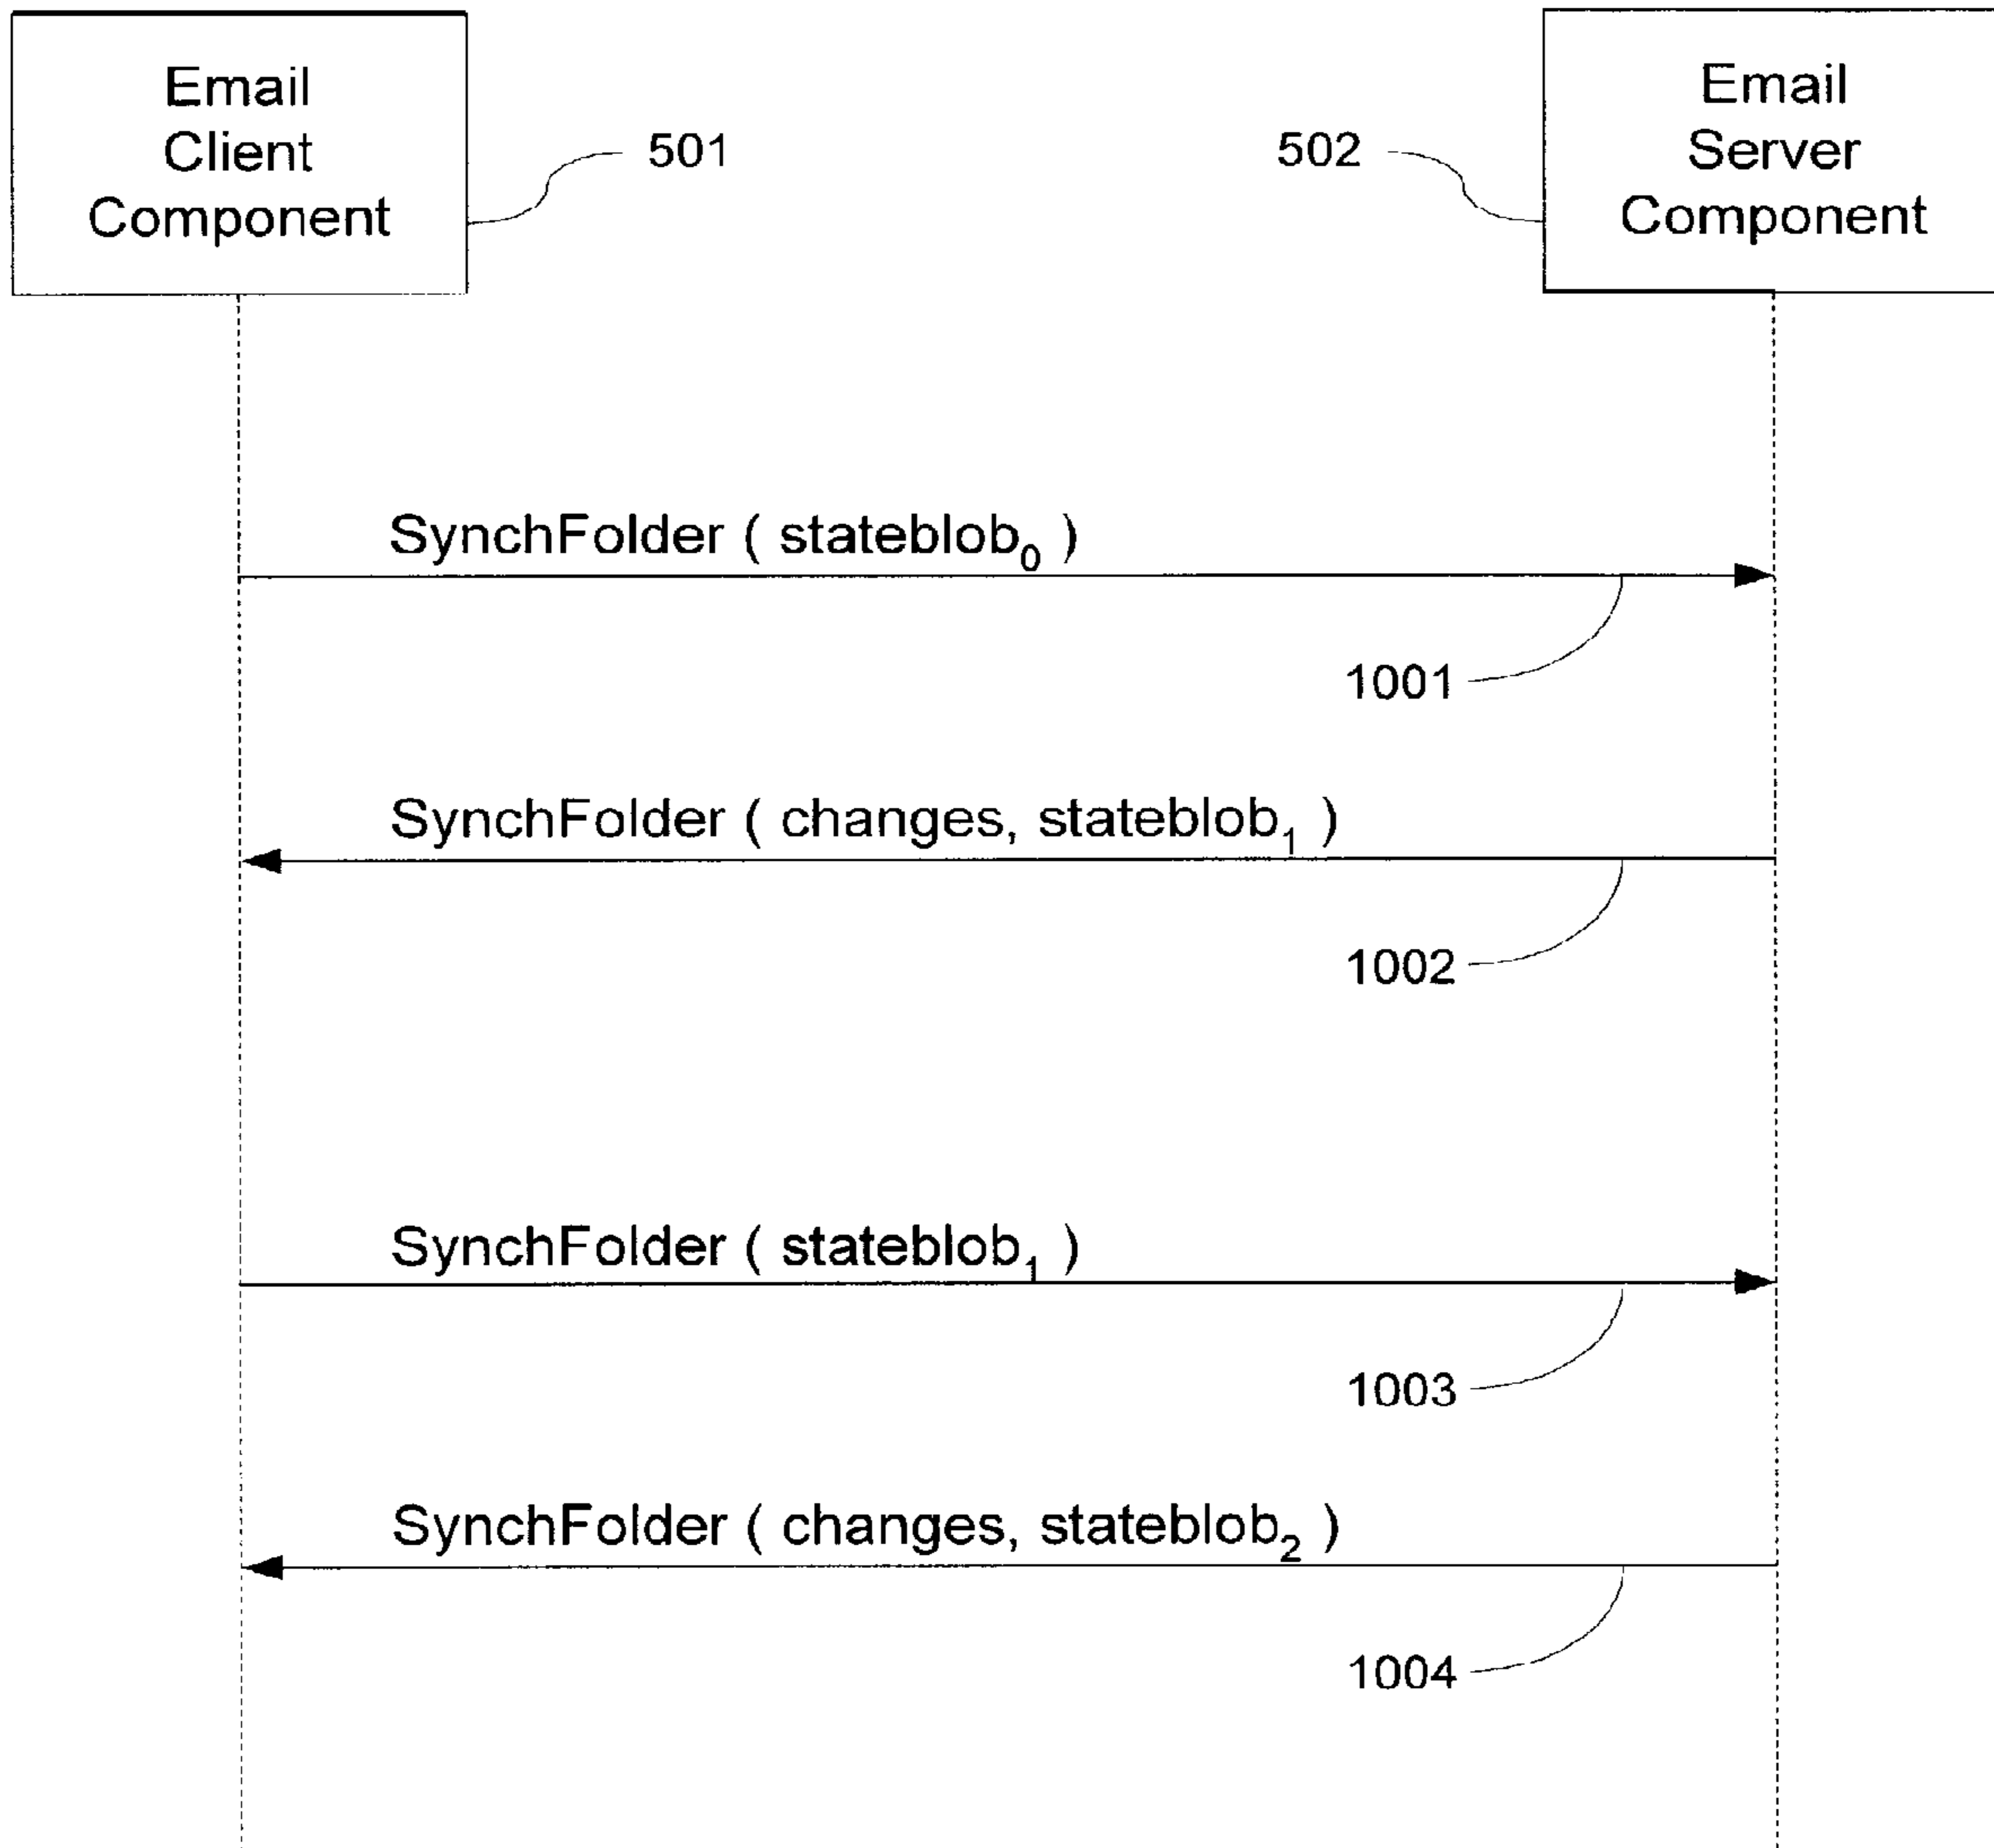 Email
Client
Component
501
502
Email
Server
Component
SynchFolder ( stateblob₀ )
1001
SynchFolder ( changes, stateblob₁ )
1002
SynchFolder ( stateblob₁ )
1003
SynchFolder ( changes, stateblob₂ )
1004